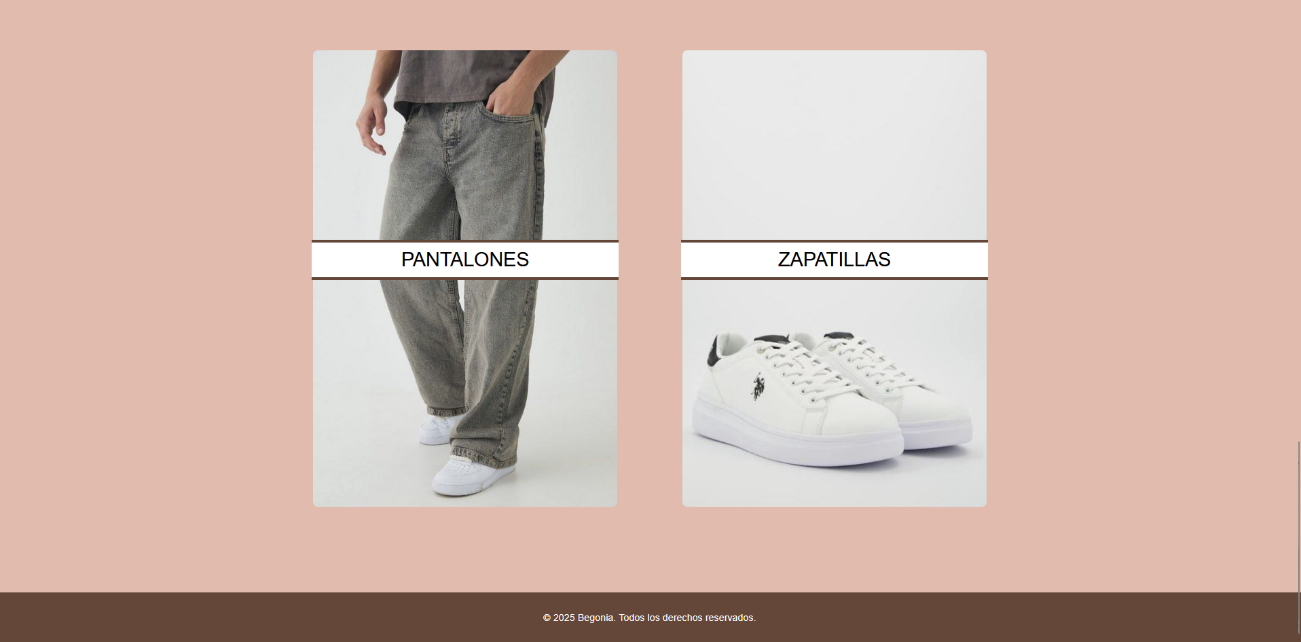 PANTALONES
ZAPATILLAS
© 2025 Begonia. Todos los derechos reservados.